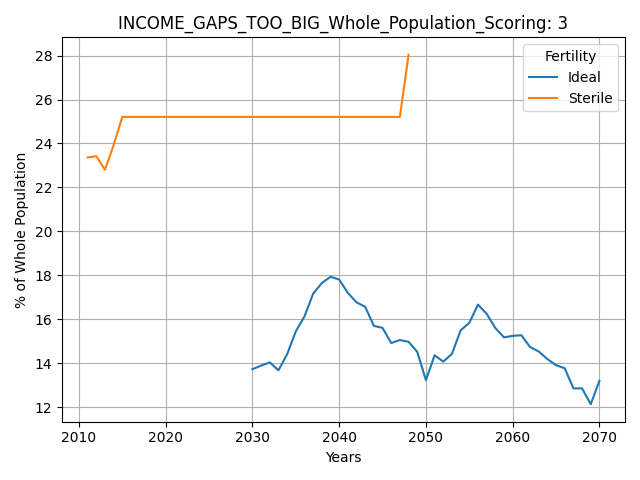 INCOME_GAPS_TOO_BIG_Whole_Population_Scoring: 3
% of Whole Population
28
26
24
22
20
18
16
14
12
Fertility
Ideal
Sterile
2010 2020 2030 2040 2050 2060 2070
Years